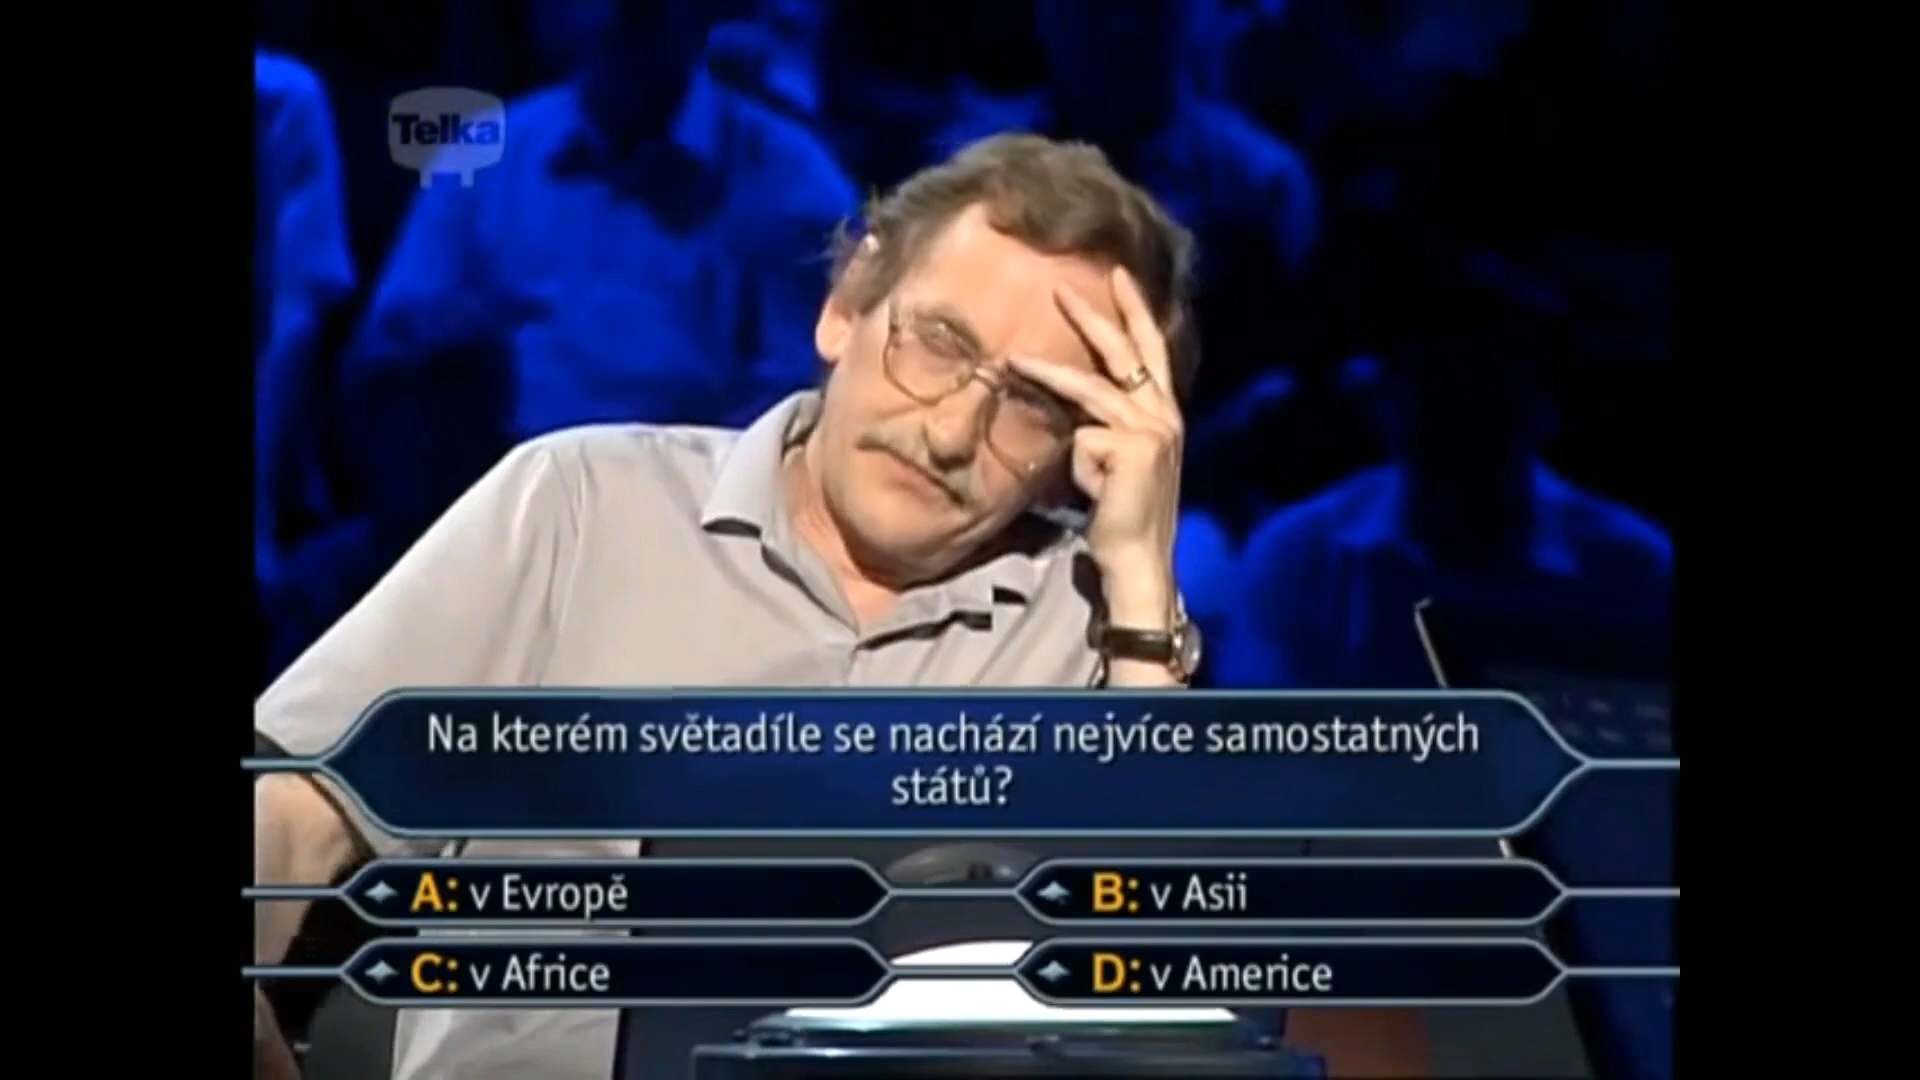 Telka
Na kterém světadíle se nachází nejvíce samostatných
států?
A: v Evropě
B: v Asii
C: v Africe
D: v Americe